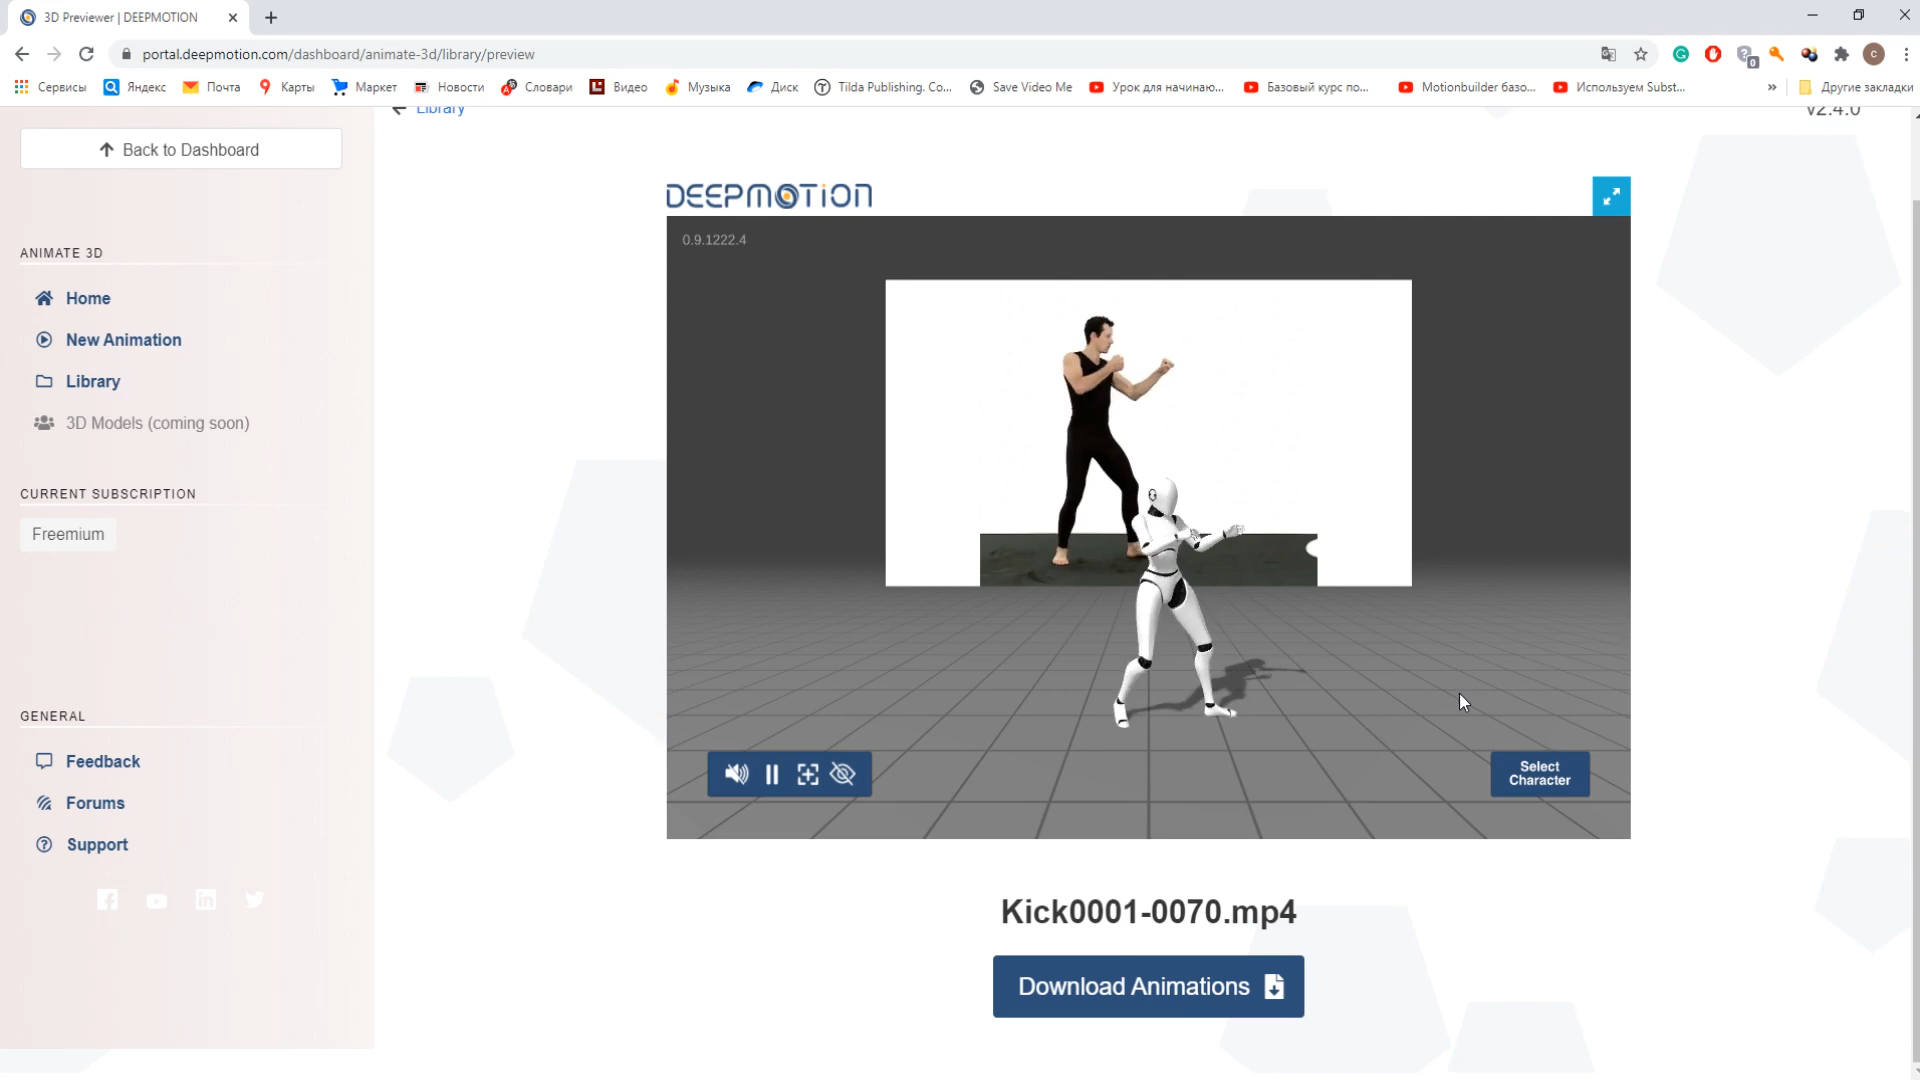 3D Previewer | DEEPMOTION
portal.deepmotion.com/dashboard/animate-3d/library/preview
0
c
Сервисы
Яндекс
Почта
Карты
Маркет
Новости
Словари
Видео
Музыка
Диск
Tilda Publishing. Co...
Save Video Me
Урок для начинаю...
Базовый курс по...
Motionbuilder базо...
Используем Subst...
»
Другие закладки
Library
v2.4.0
Back to Dashboard
DEEPMOTION
0.9.1222.4
ANIMATE 3D
Home
New Animation
Library
3D Models (coming soon)
CURRENT SUBSCRIPTION
Freemium
GENERAL
Feedback
Forums
Support
Select
Character
Kick0001-0070.mp4
Download Animations